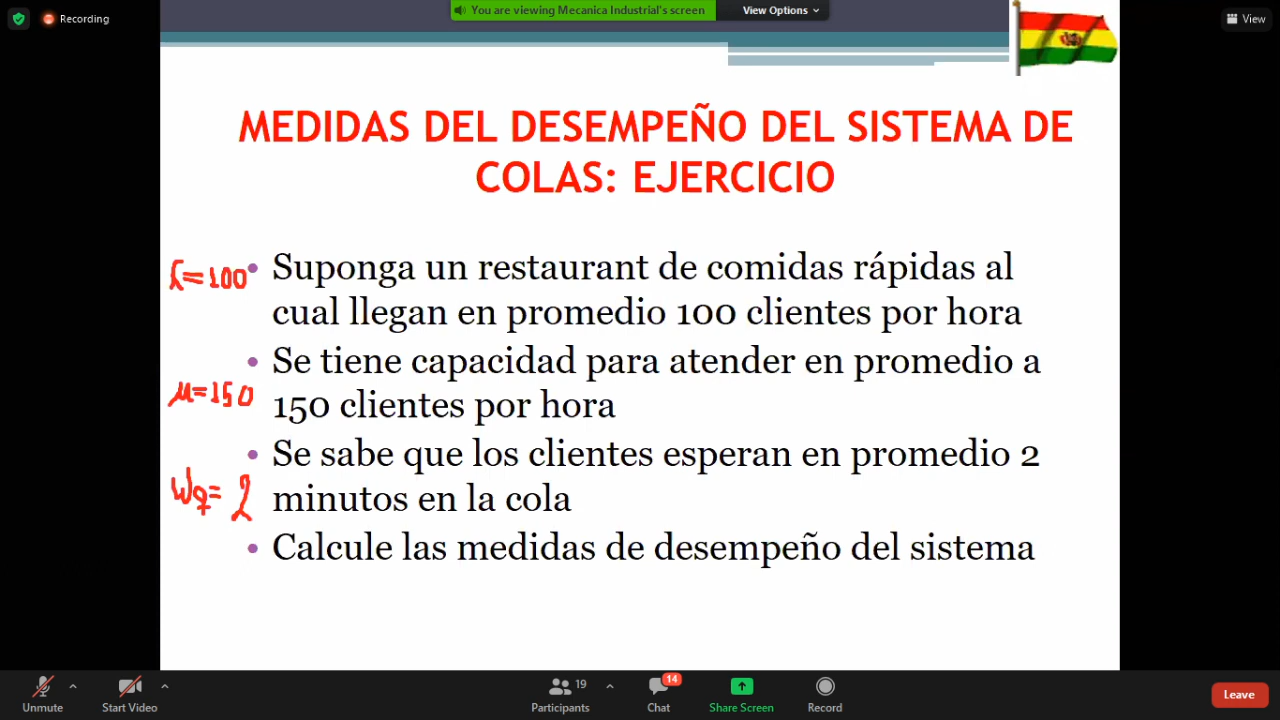 Recording
You are viewing Mecanica Industrial's screen
View Options
View
MEDIDAS DEL DESEMPEÑO DEL SISTEMA DE
COLAS: EJERCICIO
λ=100
Suponga un restaurant de comidas rápidas al
cual llegan en promedio 100 clientes por hora
Se tiene capacidad para atender en promedio a
μ=150
150 clientes por hora
Se sabe que los clientes esperan en promedio 2
Wq= 2
minutos en la cola
Calcule las medidas de desempeño del sistema
Unmute
Start Video
19
Participants
14
Chat
Share Screen
Record
Leave